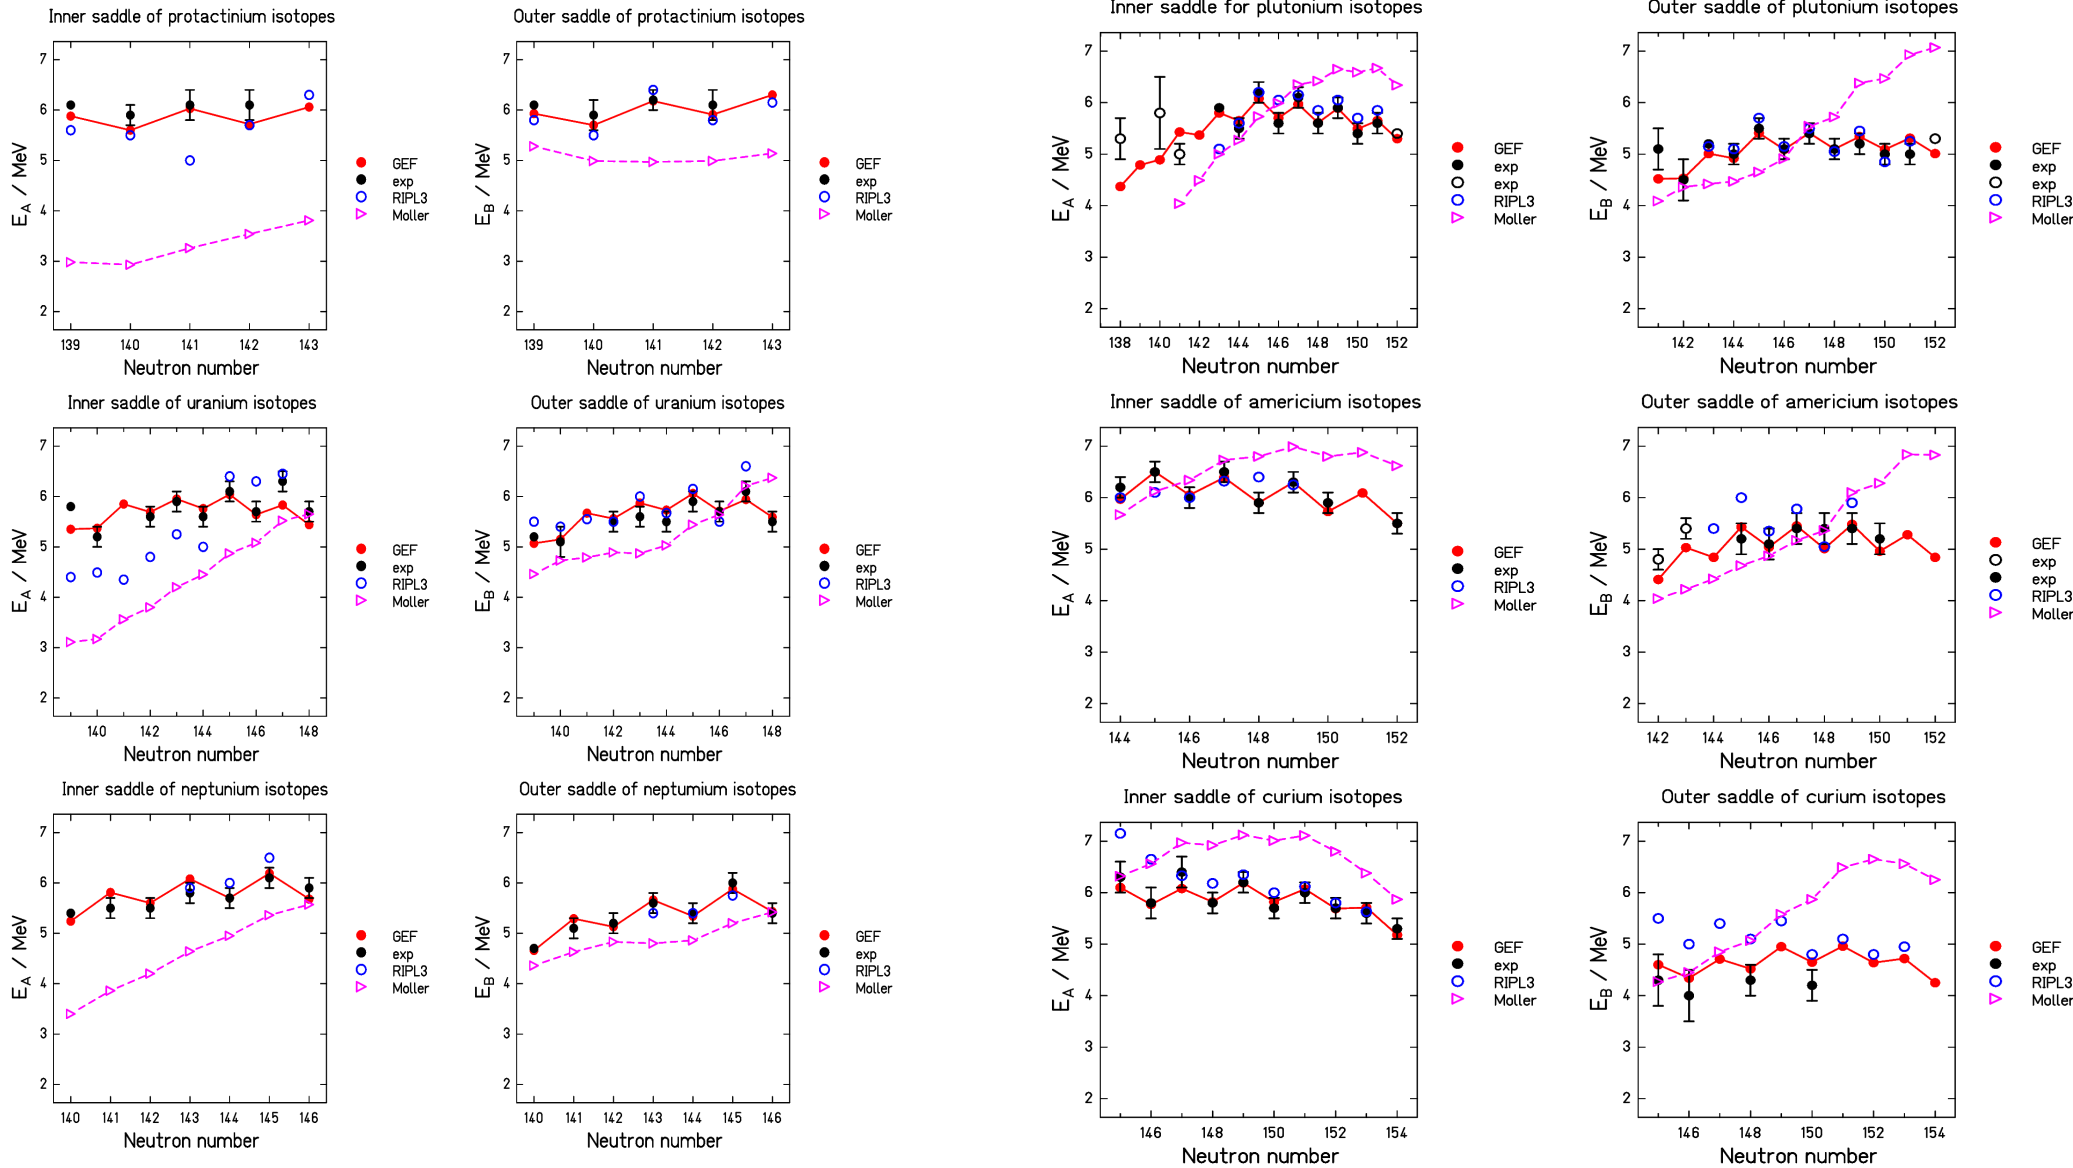 Inner saddle of protactinium isotopes
7
6
5
4
3
2
E_A / MeV
139 140 141 142 143
Neutron number
GEF
exp
RIPL3
Moller
Outer saddle of protactinium isotopes
7
6
5
4
3
2
E_B / MeV
139 140 141 142 143
Neutron number
GEF
exp
RIPL3
Moller
Inner saddle for plutonium isotopes
7
6
5
4
3
2
E_A / MeV
138 140 142 144 146 148 150 152
Neutron number
GEF
exp
exp
RIPL3
Moller
Outer saddle of plutonium isotopes
7
6
5
4
3
2
E_B / MeV
142 144 146 148 150 152
Neutron number
GEF
exp
exp
RIPL3
Moller
Inner saddle of uranium isotopes
7
6
5
4
3
2
E_A / MeV
140 142 144 146 148
Neutron number
GEF
exp
RIPL3
Moller
Outer saddle of uranium isotopes
7
6
5
4
3
2
E_B / MeV
140 142 144 146 148
Neutron number
GEF
exp
RIPL3
Moller
Inner saddle of americium isotopes
7
6
5
4
3
2
E_A / MeV
144 146 148 150 152
Neutron number
GEF
exp
RIPL3
Moller
Outer saddle of americium isotopes
7
6
5
4
3
2
E_B / MeV
142 144 146 148 150 152
Neutron number
GEF
exp
exp
RIPL3
Moller
Inner saddle of neptunium isotopes
7
6
5
4
3
2
E_A / MeV
140 141 142 143 144 145 146
Neutron number
GEF
exp
RIPL3
Moller
Outer saddle of neptumium isotopes
7
6
5
4
3
2
E_B / MeV
140 141 142 143 144 145 146
Neutron number
GEF
exp
RIPL3
Moller
Inner saddle of curium isotopes
7
6
5
4
3
2
E_A / MeV
146 148 150 152 154
Neutron number
GEF
exp
RIPL3
Moller
Outer saddle of curium isotopes
7
6
5
4
3
2
E_B / MeV
146 148 150 152 154
Neutron number
GEF
exp
RIPL3
Moller